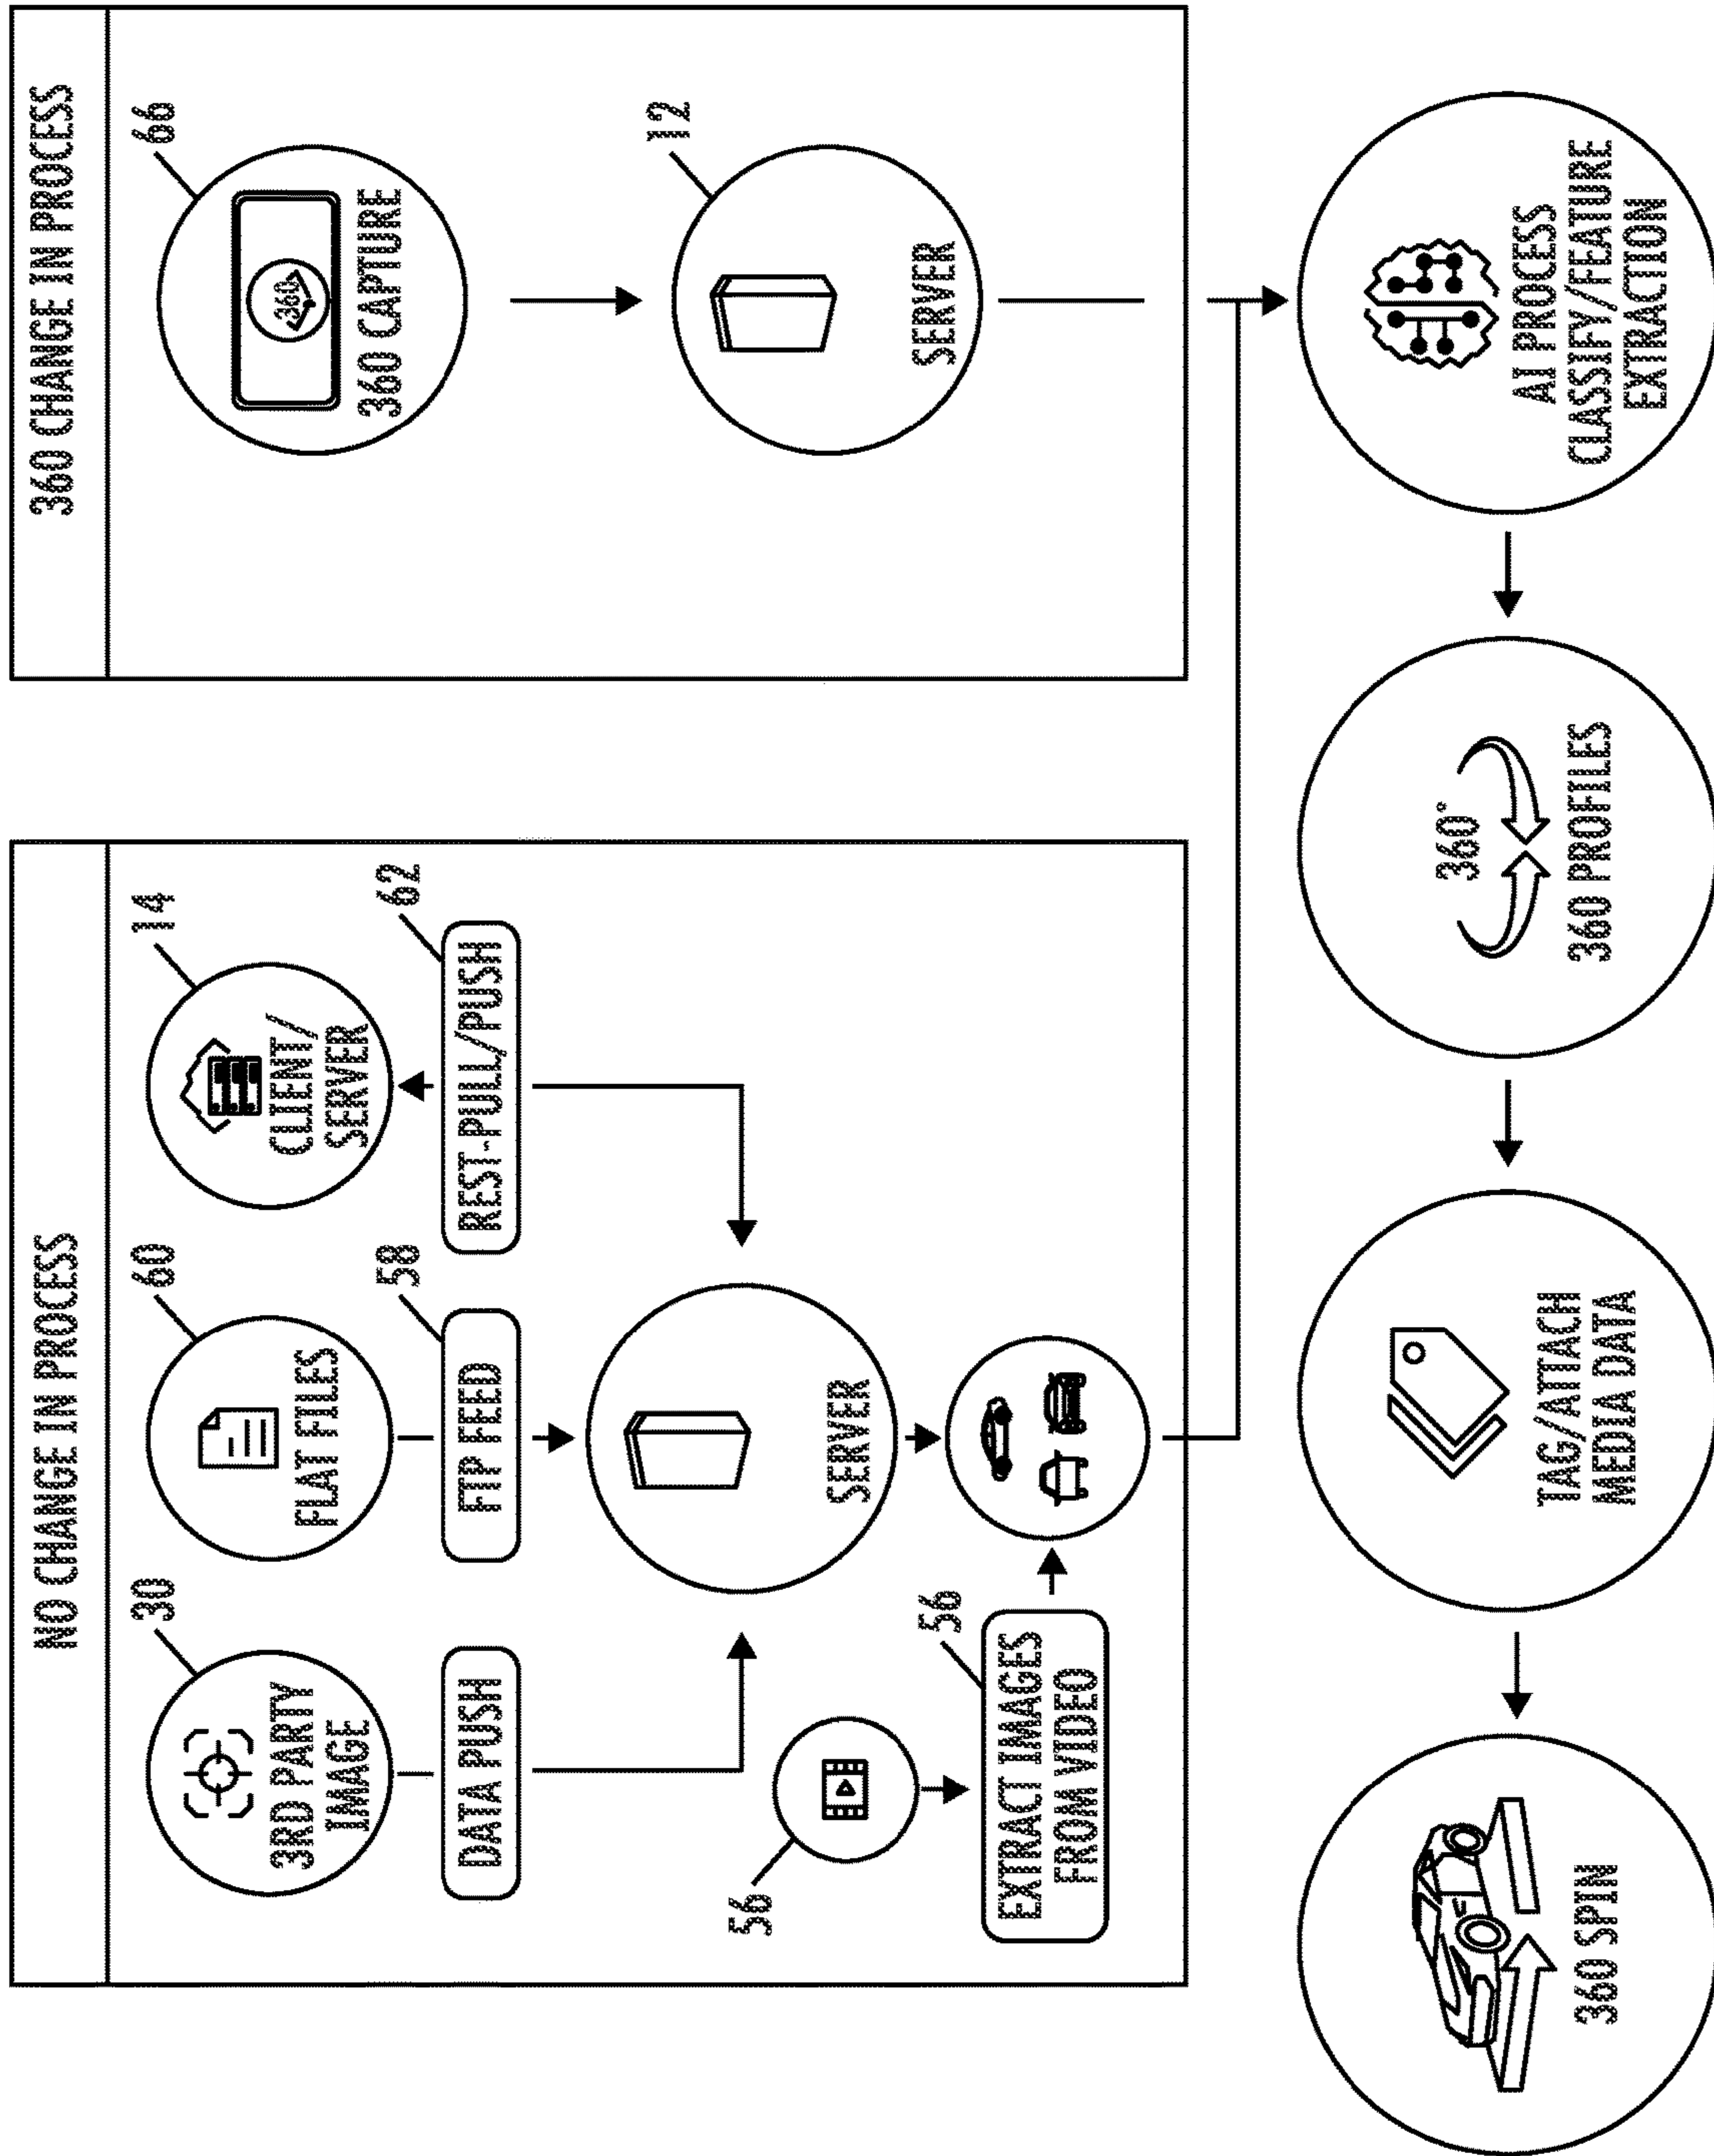 NO CHANGE IN PROCESS
30
60
14
3RD PARTY
IMAGE
FLAT FILES
CLIENT/
SERVER
58
62
DATA PUSH
FTP FEED
REST-PULL/PUSH
SERVER
56
56
EXTRACT IMAGES
FROM VIDEO
360 CHANGE IN PROCESS
66
360
360 CAPTURE
12
SERVER
360 SPIN
TAG/ATTACH
MEDIA DATA
360°
360 PROFILES
AI PROCESS
CLASSIFY/FEATURE
EXTRACTION